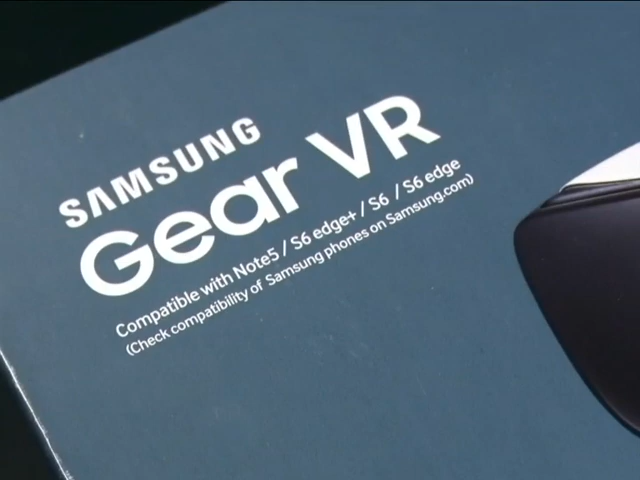 SAMSUNG
Gear VR
Compatible with Note5 / S6 edge+ / S6 / S6 edge
(Check compatibility of Samsung phones on Samsung.com)